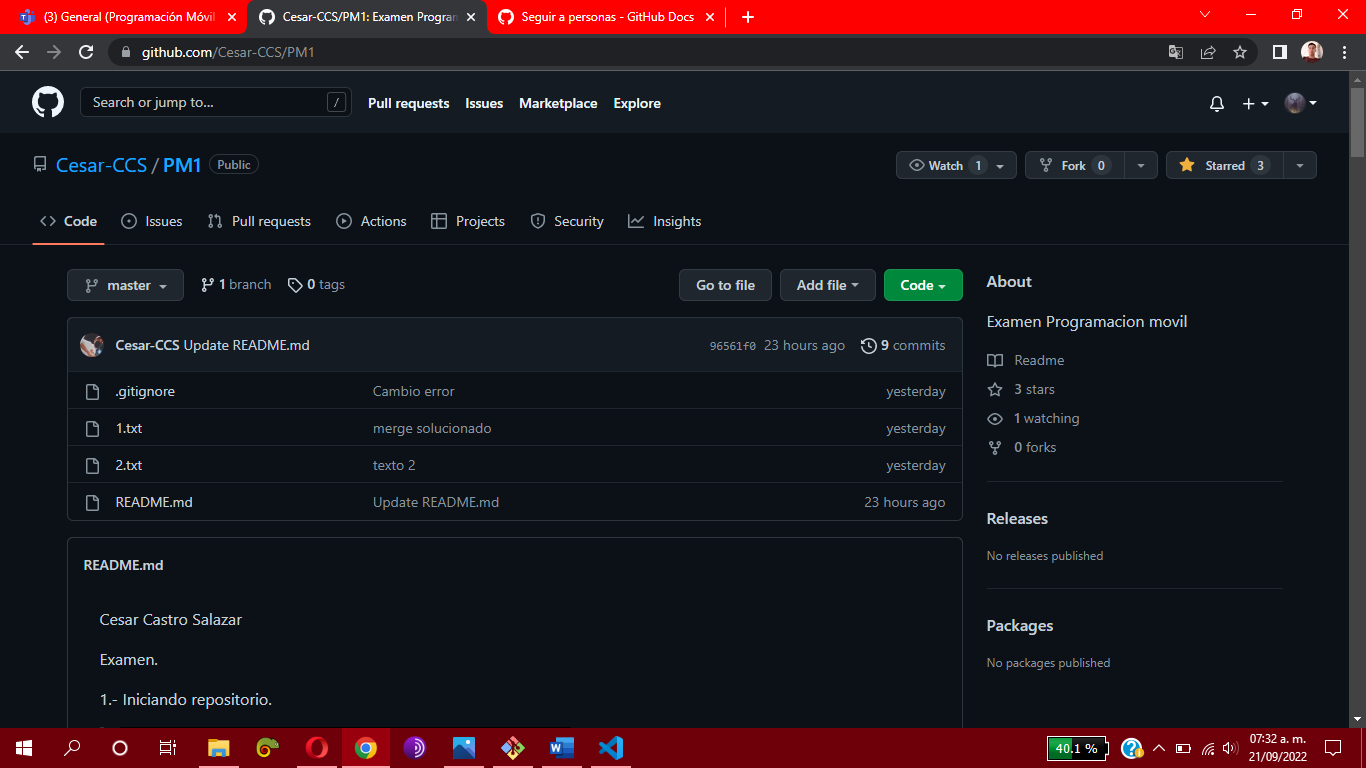 (3) General (Programación Móvil
Cesar-CCS/PM1: Examen Program
Seguir a personas - GitHub Docs
github.com/Cesar-CCS/PM1
Search or jump to...
/
Pull requests
Issues
Marketplace
Explore
Cesar-CCS / PM1
Public
Watch 1
Fork 0
Starred 3
Code
Issues
Pull requests
Actions
Projects
Security
Insights
master
1 branch
0 tags
Go to file
Add file
Code
Cesar-CCS Update README.md
96561f0 23 hours ago
9 commits
.gitignore
Cambio error
yesterday
1.txt
merge solucionado
yesterday
2.txt
texto 2
yesterday
README.md
Update README.md
23 hours ago
README.md
Cesar Castro Salazar
Examen.
1.- Iniciando repositorio.
About
Examen Programacion movil
Readme
3 stars
1 watching
0 forks
Releases
No releases published
Packages
No packages published
40.1 %
07:32 a. m.
21/09/2022